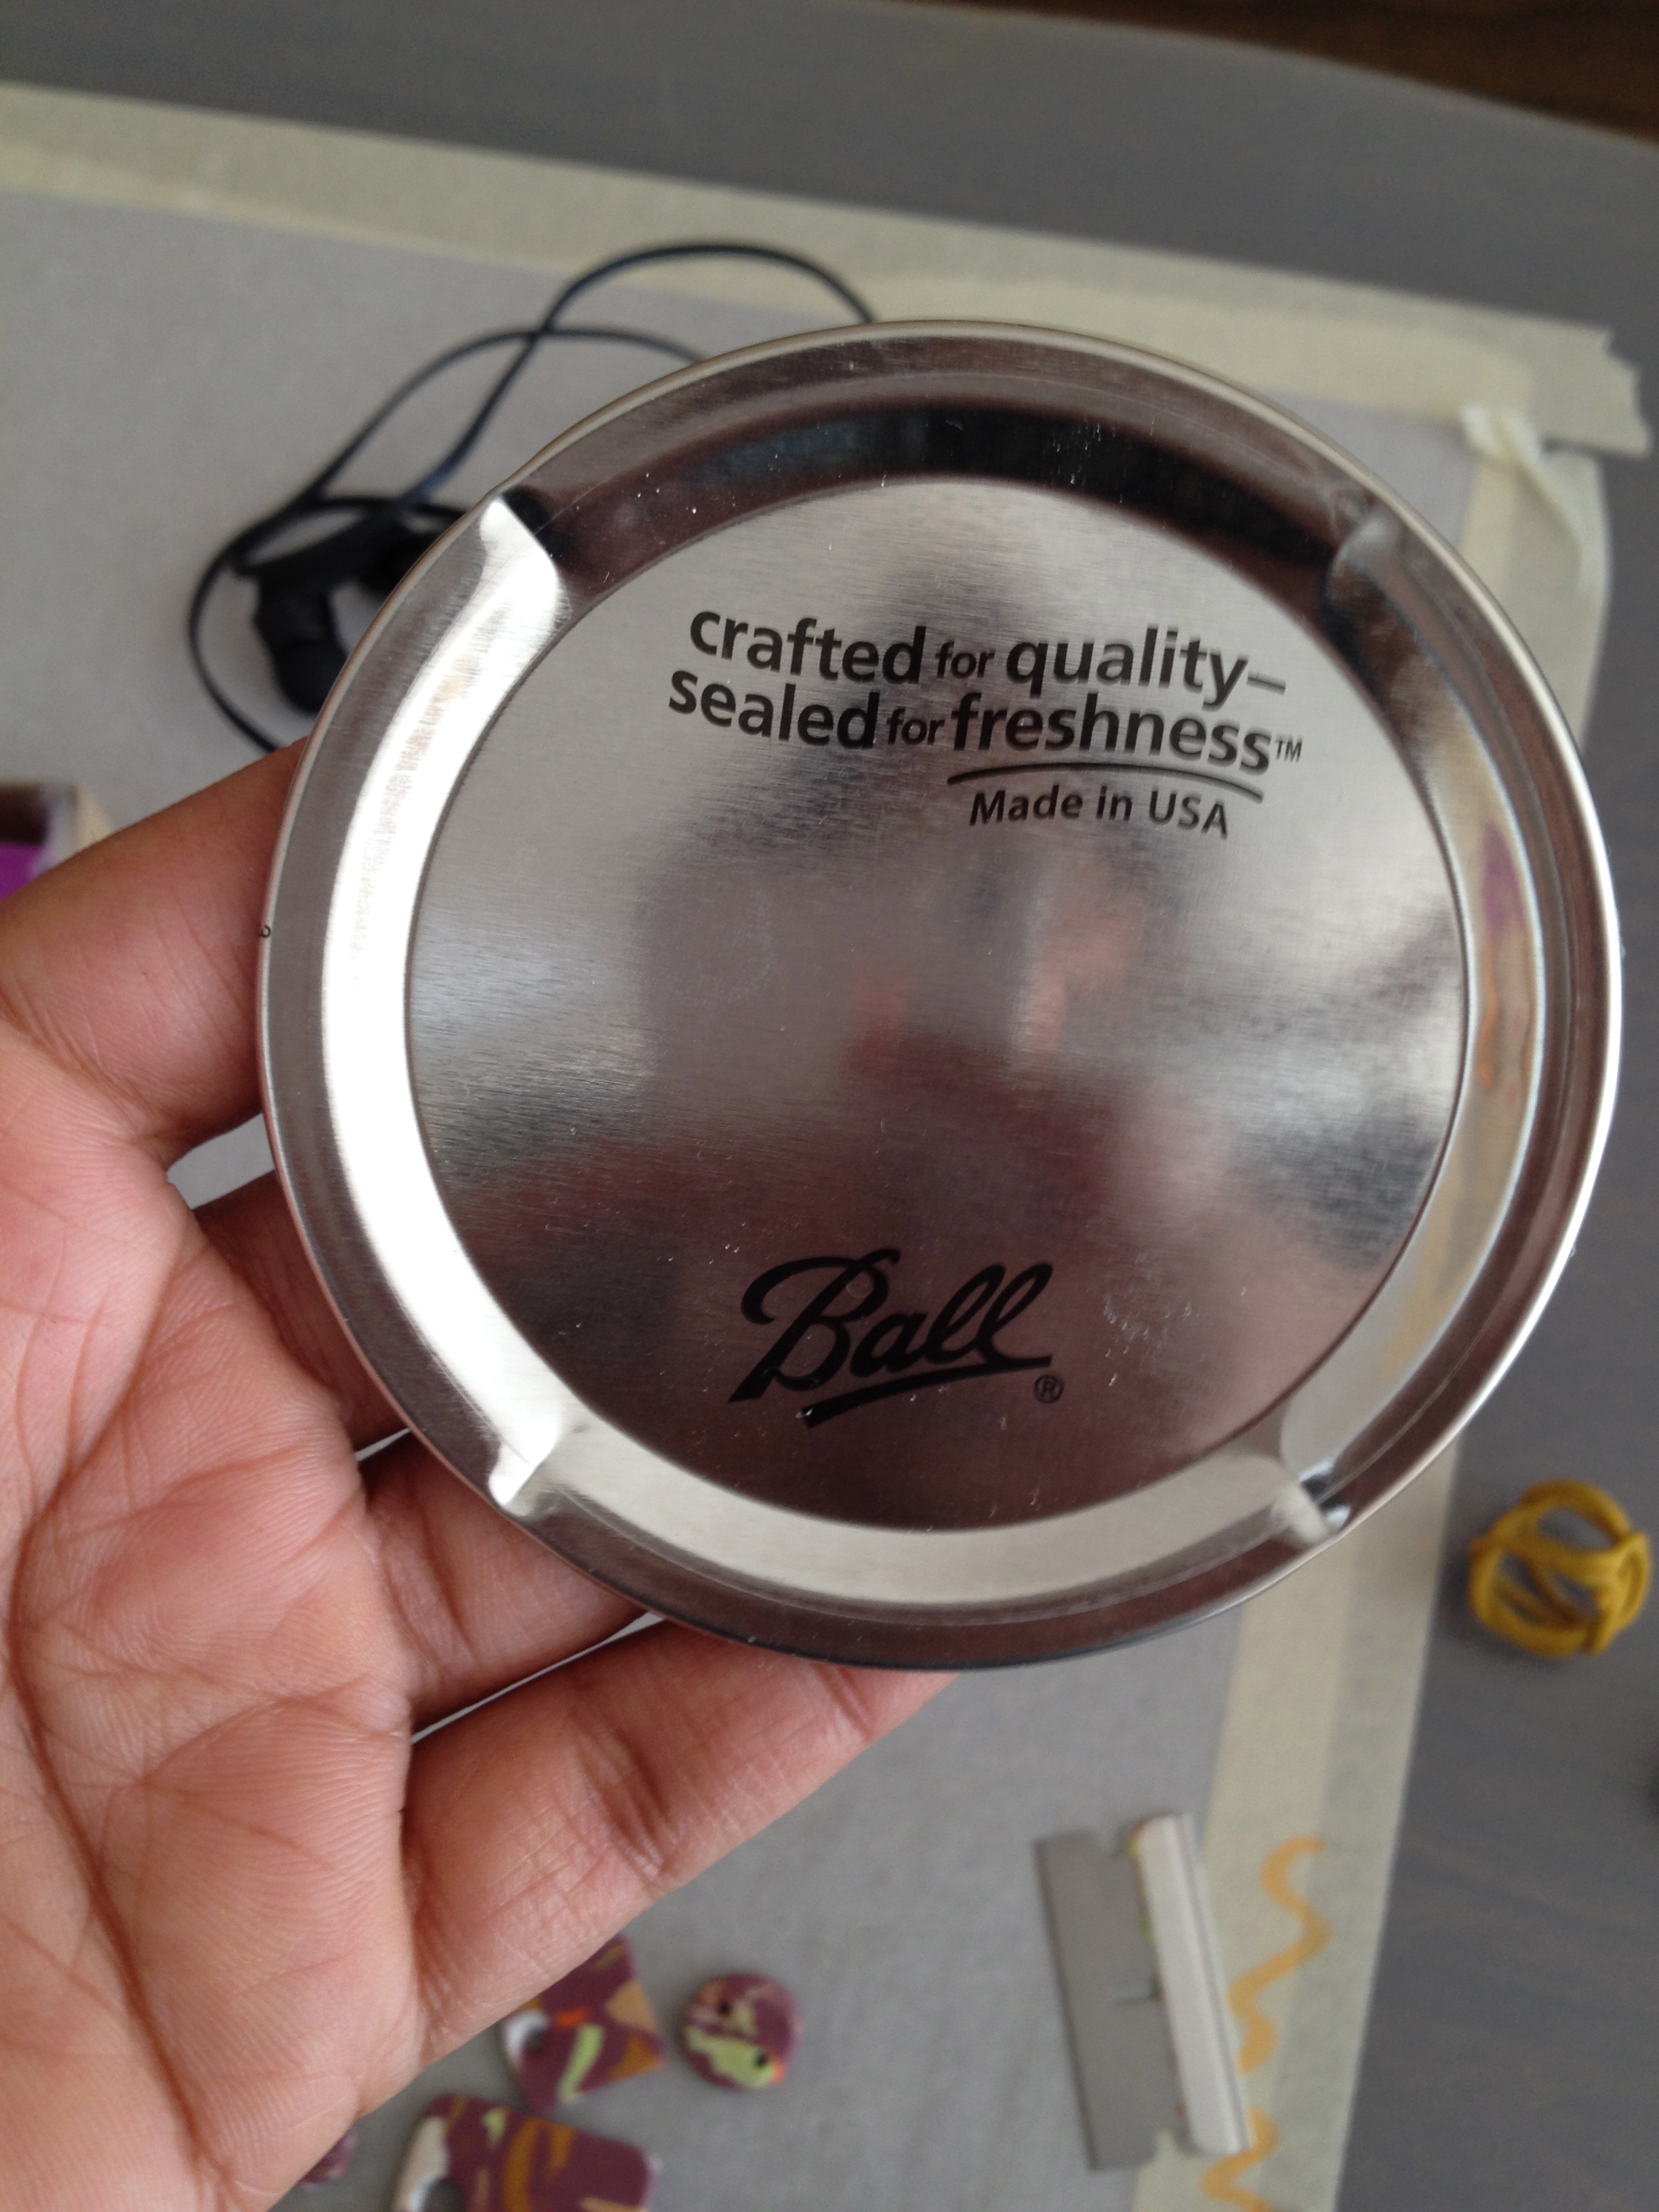 crafted for quality–
sealed for freshness™
Made in USA
Ball®